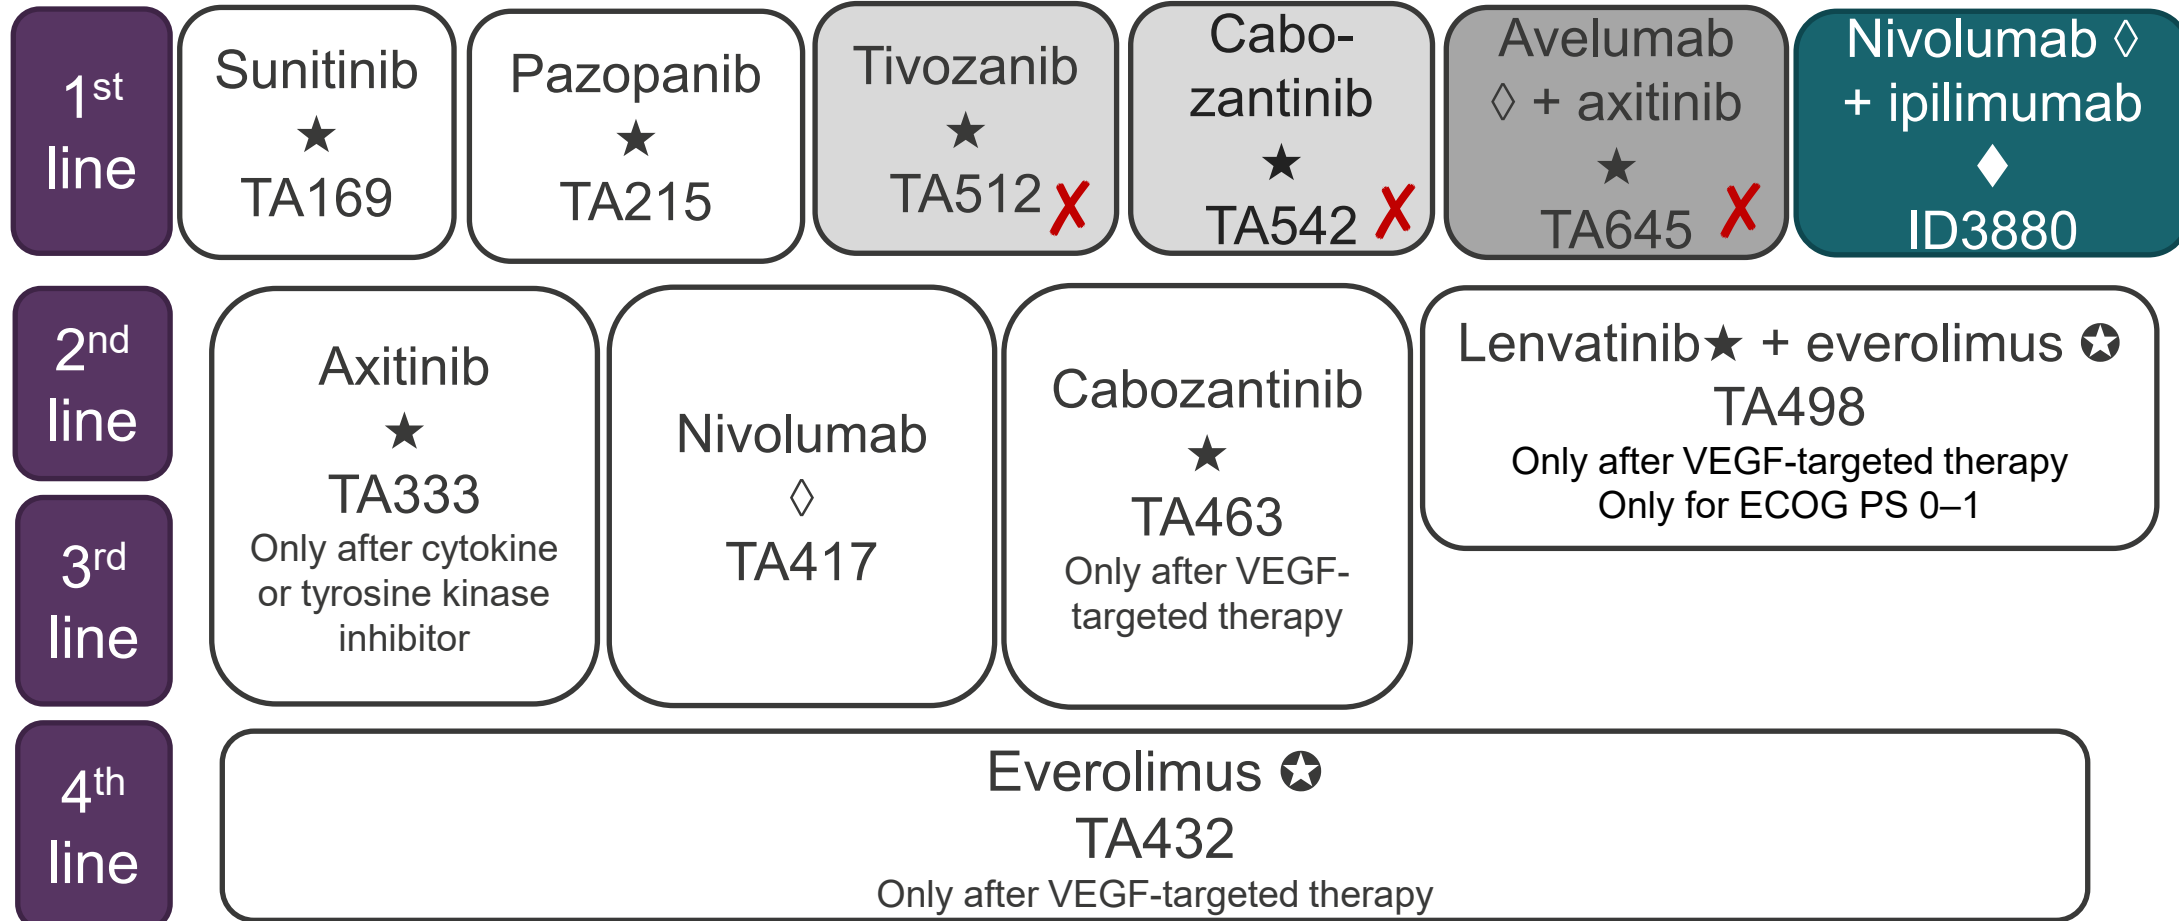 1st
line
Sunitinib
★
TA169
Pazopanib
★
TA215
Tivozanib
★
TA512 ✗
Cabo-
zantinib
★
TA542 ✗
Avelumab
◊ + axitinib
★
TA645 ✗
Nivolumab ◊
+ ipilimumab
♦
ID3880
2nd
line
3rd
line
Axitinib
★
TA333
Only after cytokine
or tyrosine kinase
inhibitor
Nivolumab
◊
TA417
Cabozantinib
★
TA463
Only after VEGF-
targeted therapy
Lenvatinib★ + everolimus ✪
TA498
Only after VEGF-targeted therapy
Only for ECOG PS 0–1
4th
line
Everolimus ✪
TA432
Only after VEGF-targeted therapy